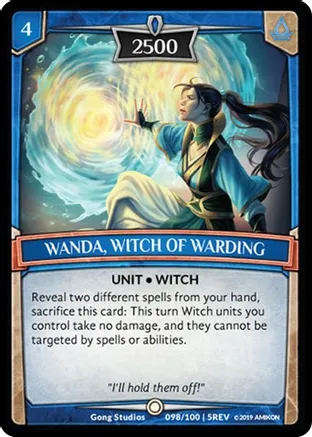 4
2500
WANDA, WITCH OF WARDING
UNIT • WITCH
Reveal two different spells from your hand,
sacrifice this card: This turn Witch units you
control take no damage, and they cannot be
targeted by spells or abilities.
"I'll hold them off!"
Gong Studios 098/100 | 5REV ©2019 AMIKON